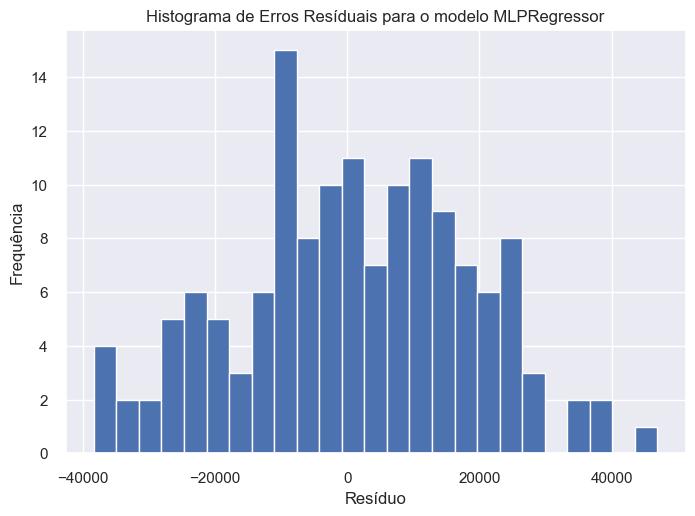 Histograma de Erros Resíduais para o modelo MLPRegressor
14
12
10
8
6
4
2
0
Frequência
−40000 −20000 0 20000 40000
Resíduo